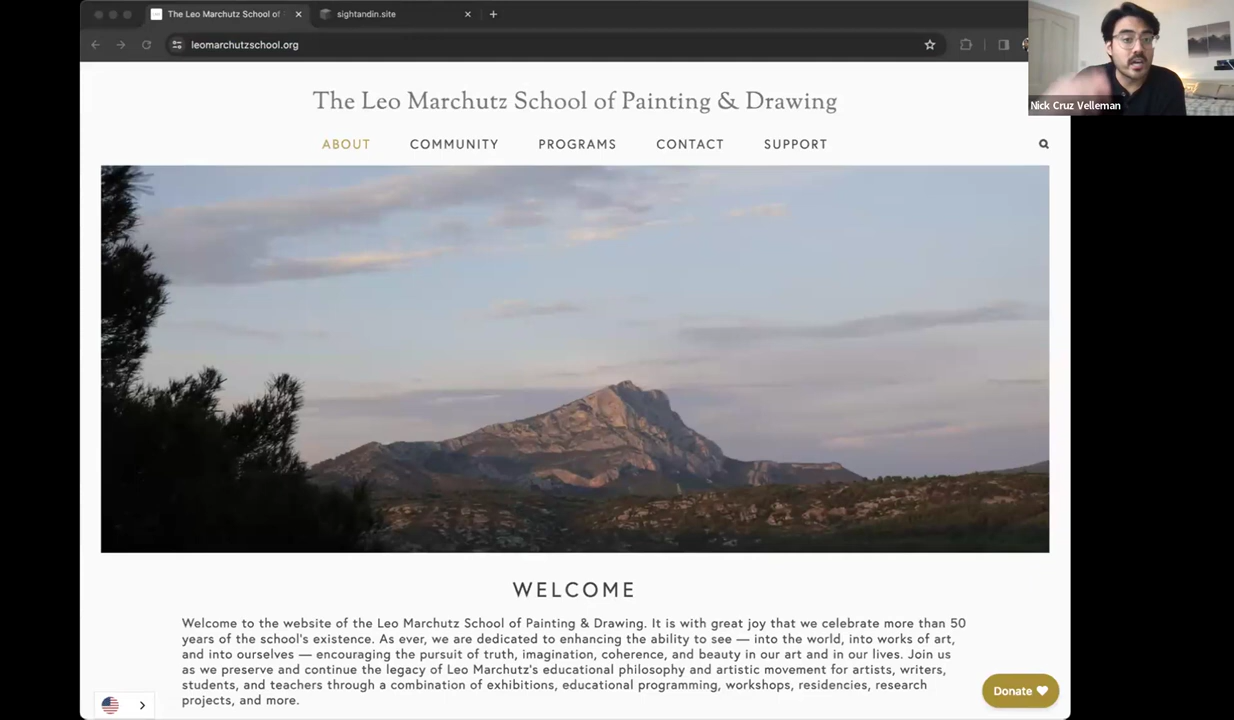 The Leo Marchutz School of
sightandin.site
leomarchutzschool.org
Nick Cruz Velleman
The Leo Marchutz School of Painting & Drawing
ABOUT
COMMUNITY
PROGRAMS
CONTACT
SUPPORT
WELCOME
Welcome to the website of the Leo Marchutz School of Painting & Drawing. It is with great joy that we celebrate more than 50
years of the school's existence. As ever, we are dedicated to enhancing the ability to see — into the world, into works of art,
and into ourselves — encouraging the pursuit of truth, imagination, coherence, and beauty in our art and in our lives. Join us
as we preserve and continue the legacy of Leo Marchutz's educational philosophy and artistic movement for artists, writers,
students, and teachers through a combination of exhibitions, educational programming, workshops, residencies, research
projects, and more.
Donate